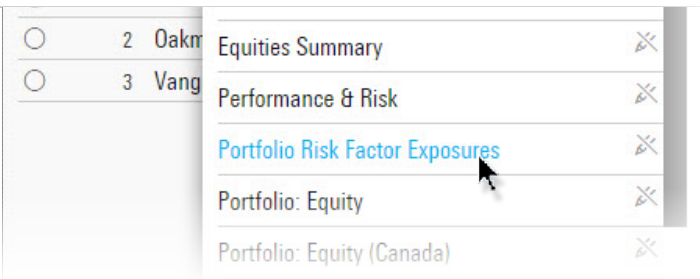 2 Oakm
3 Vang
Equities Summary
Performance & Risk
Portfolio Risk Factor Exposures
Portfolio: Equity
Portfolio: Equity (Canada)